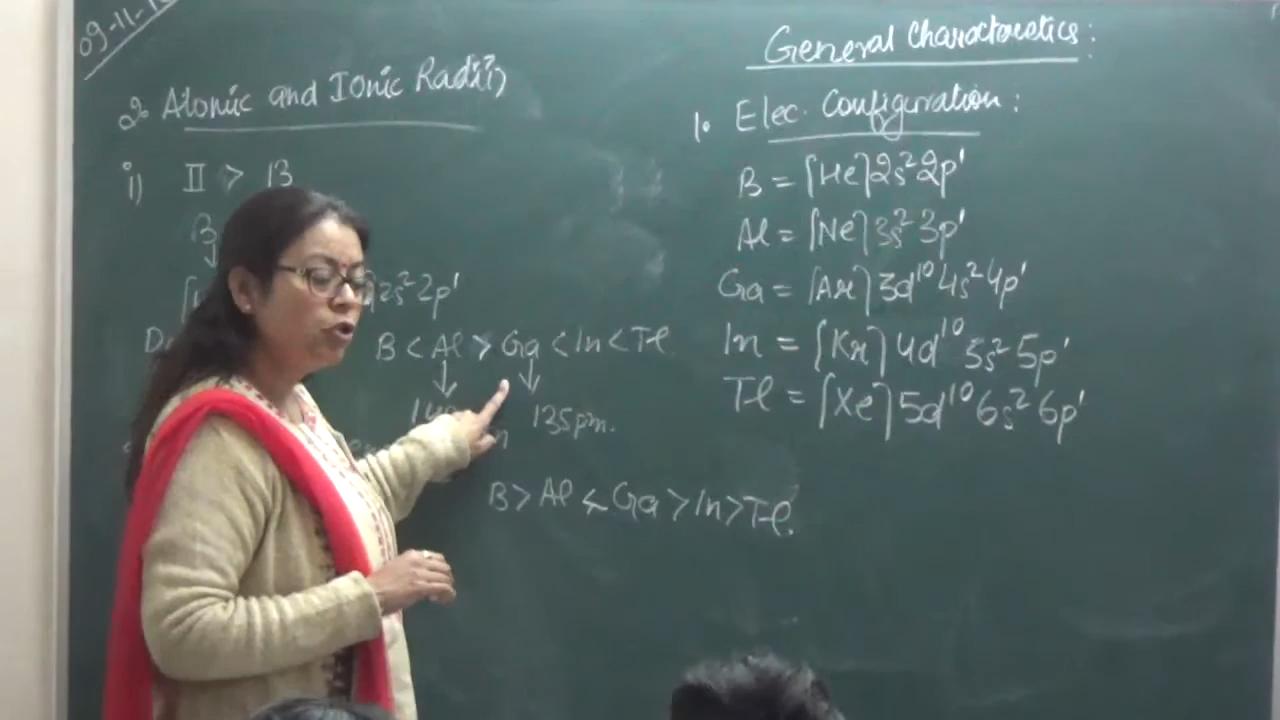 09-11-
2. Atomic and Ionic Radii)
i) II > 13
B
2s²2p¹
B < Al > Ga < In < Tl
135pm.
B > Al < Ga > In > Tl
General Characteristics:
1. Elec. Configuration:
B = [He]2s²2p¹
Al = [Ne]3s²3p¹
Ga = [Ar]3d¹⁰4s²4p¹
In = [Kr]4d¹⁰5s²5p¹
Tl = [Xe]5d¹⁰6s²6p¹